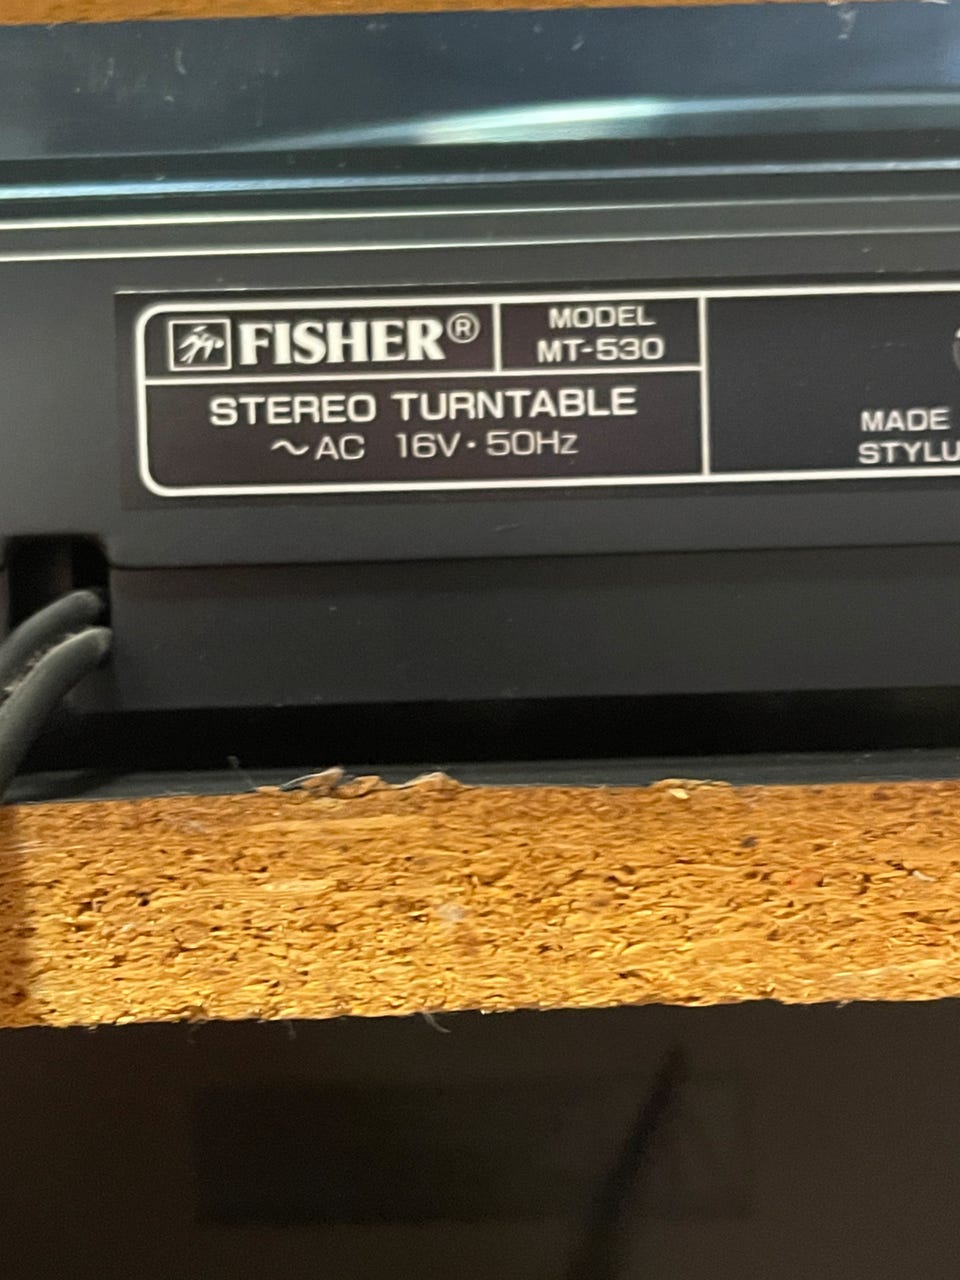 FISHER®
MODEL
MT-530
STEREO TURNTABLE
~AC 16V·50Hz
MADE